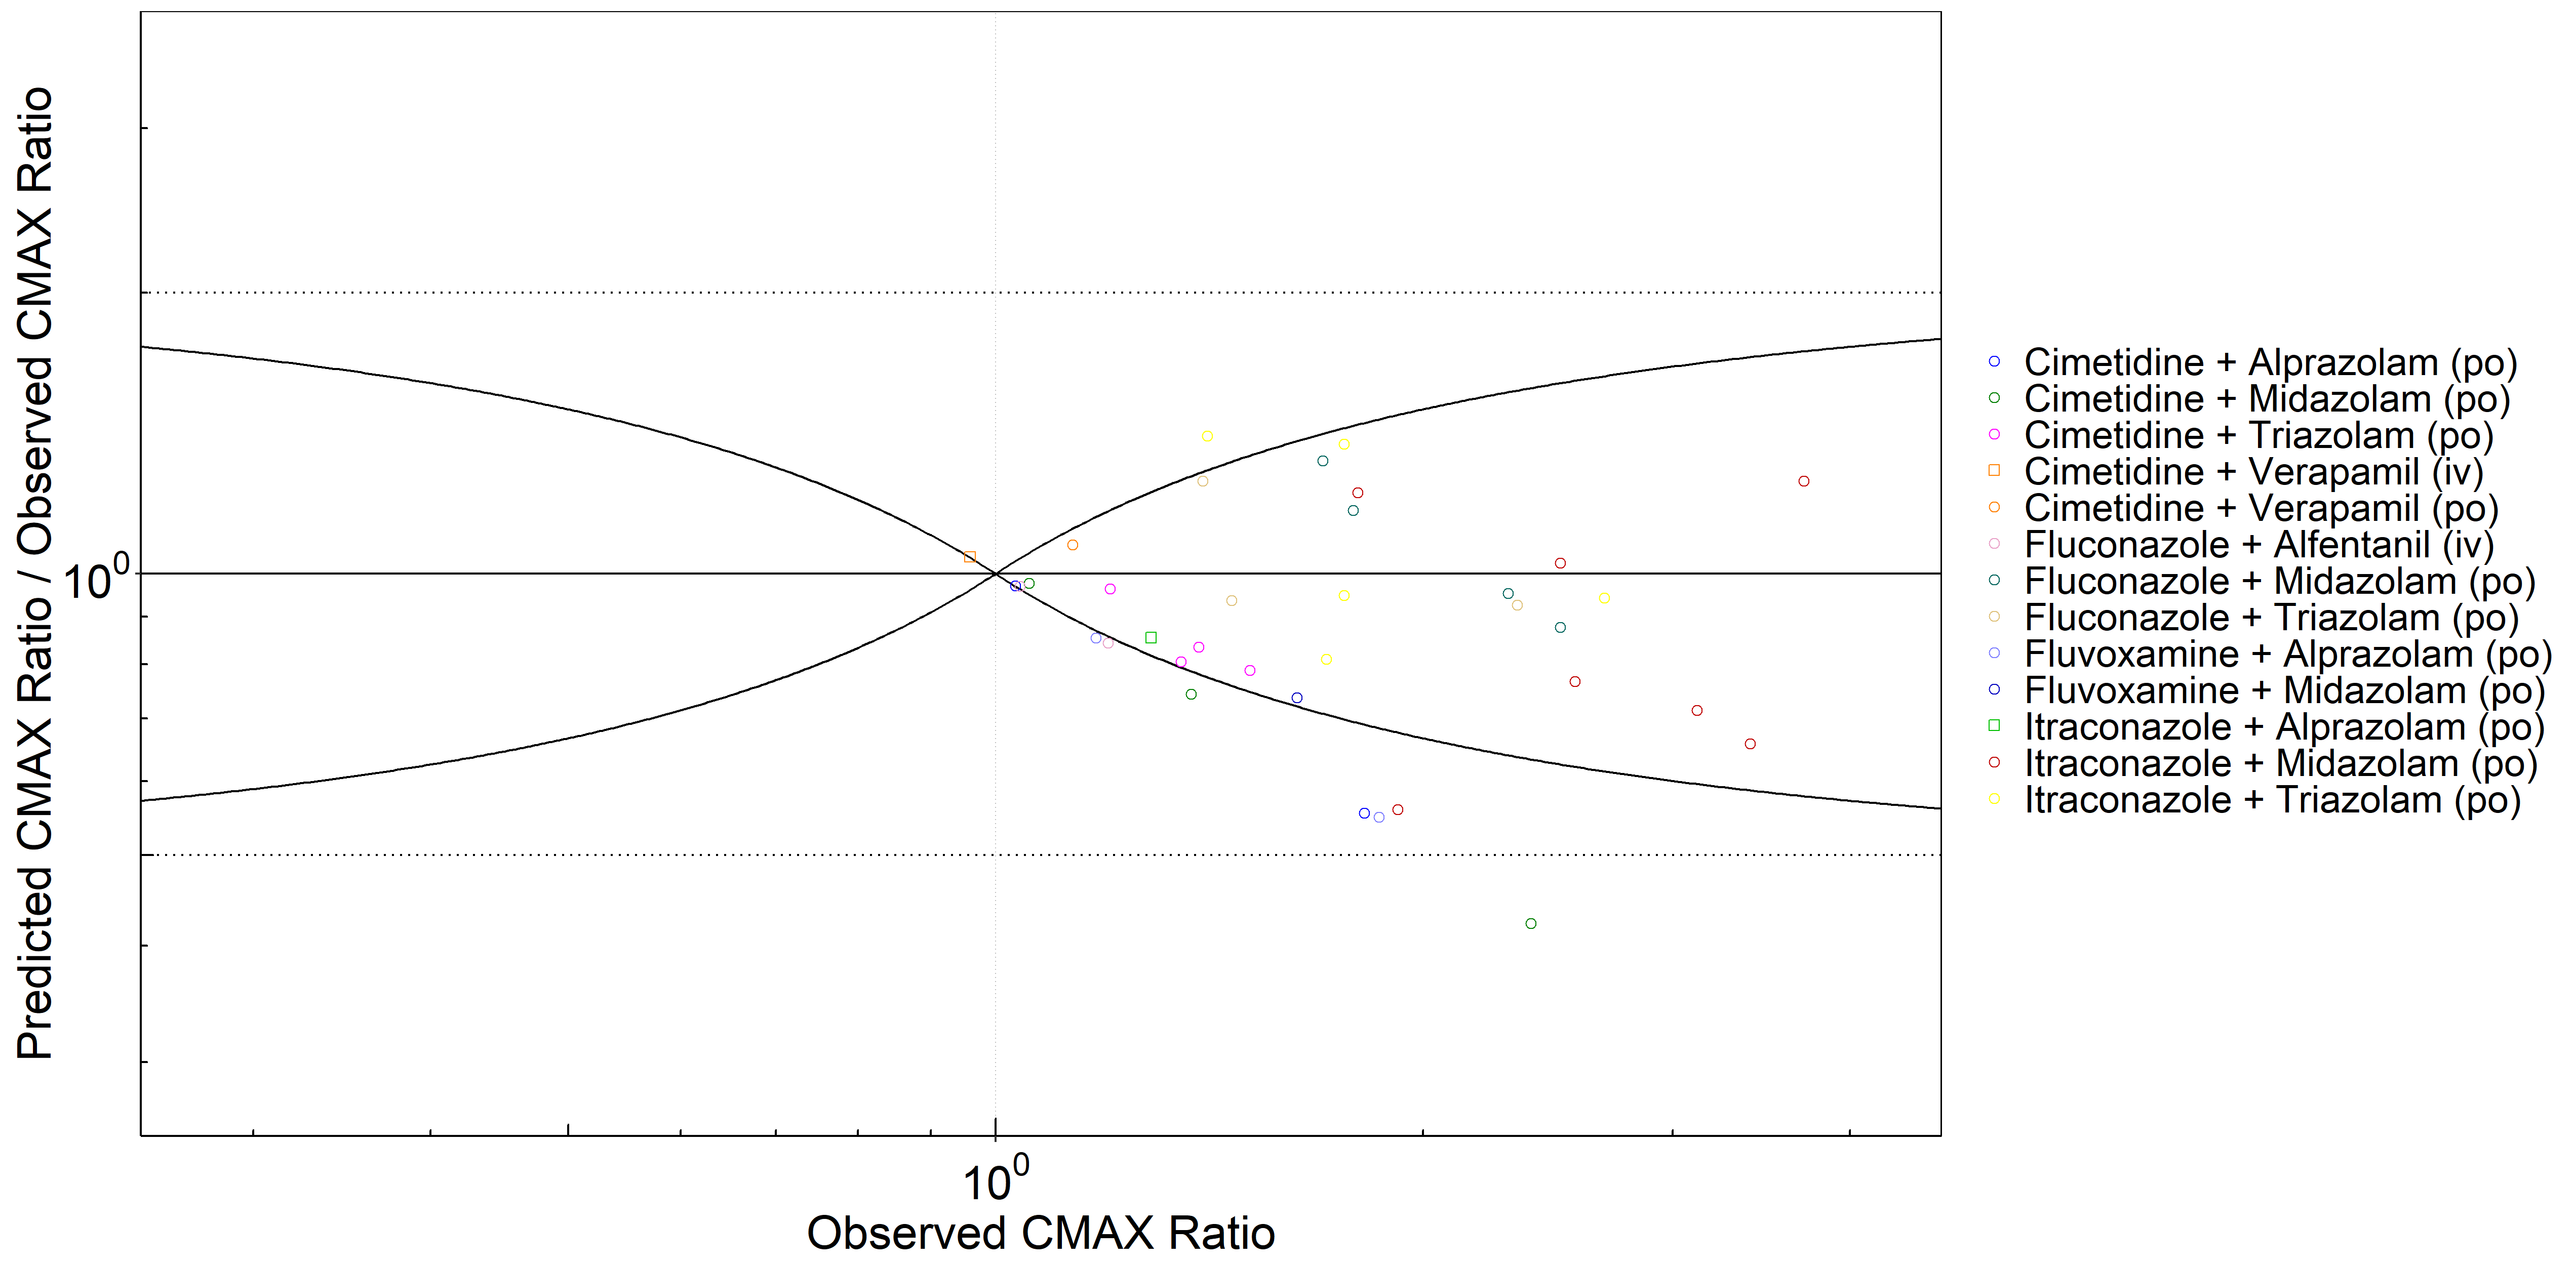 Predicted CMAX Ratio / Observed CMAX Ratio
10⁰
10⁰
Observed CMAX Ratio
Cimetidine + Alprazolam (po)
Cimetidine + Midazolam (po)
Cimetidine + Triazolam (po)
Cimetidine + Verapamil (iv)
Cimetidine + Verapamil (po)
Fluconazole + Alfentanil (iv)
Fluconazole + Midazolam (po)
Fluconazole + Triazolam (po)
Fluvoxamine + Alprazolam (po)
Fluvoxamine + Midazolam (po)
Itraconazole + Alprazolam (po)
Itraconazole + Midazolam (po)
Itraconazole + Triazolam (po)